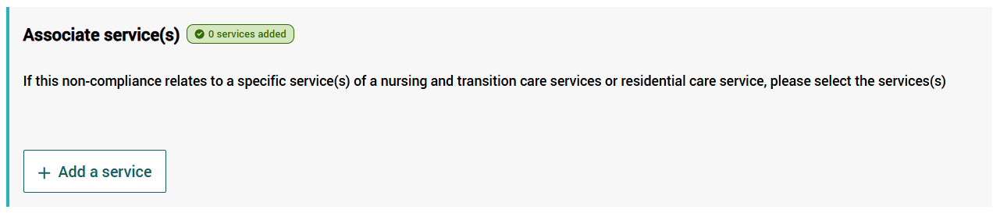 Associate service(s) 0 services added
If this non-compliance relates to a specific service(s) of a nursing and transition care services or residential care service, please select the services(s)
+ Add a service